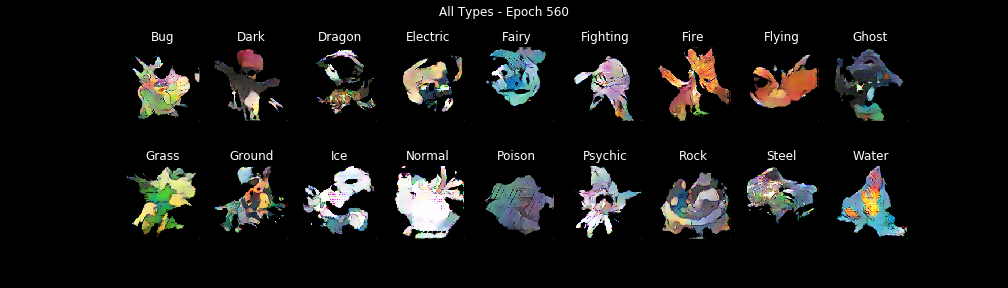 All Types - Epoch 560
Bug Dark Dragon Electric Fairy Fighting Fire Flying Ghost
Grass Ground Ice Normal Poison Psychic Rock Steel Water